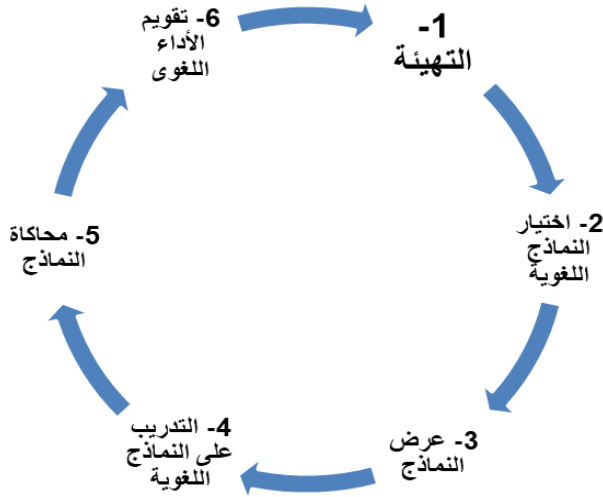 1-
التهيئة
2- اختيار
النماذج
اللغوية
3- عرض
النماذج
4- التدريب
على النماذج
اللغوية
5- محاكاة
النماذج
6- تقويم
الأداء
اللغوى